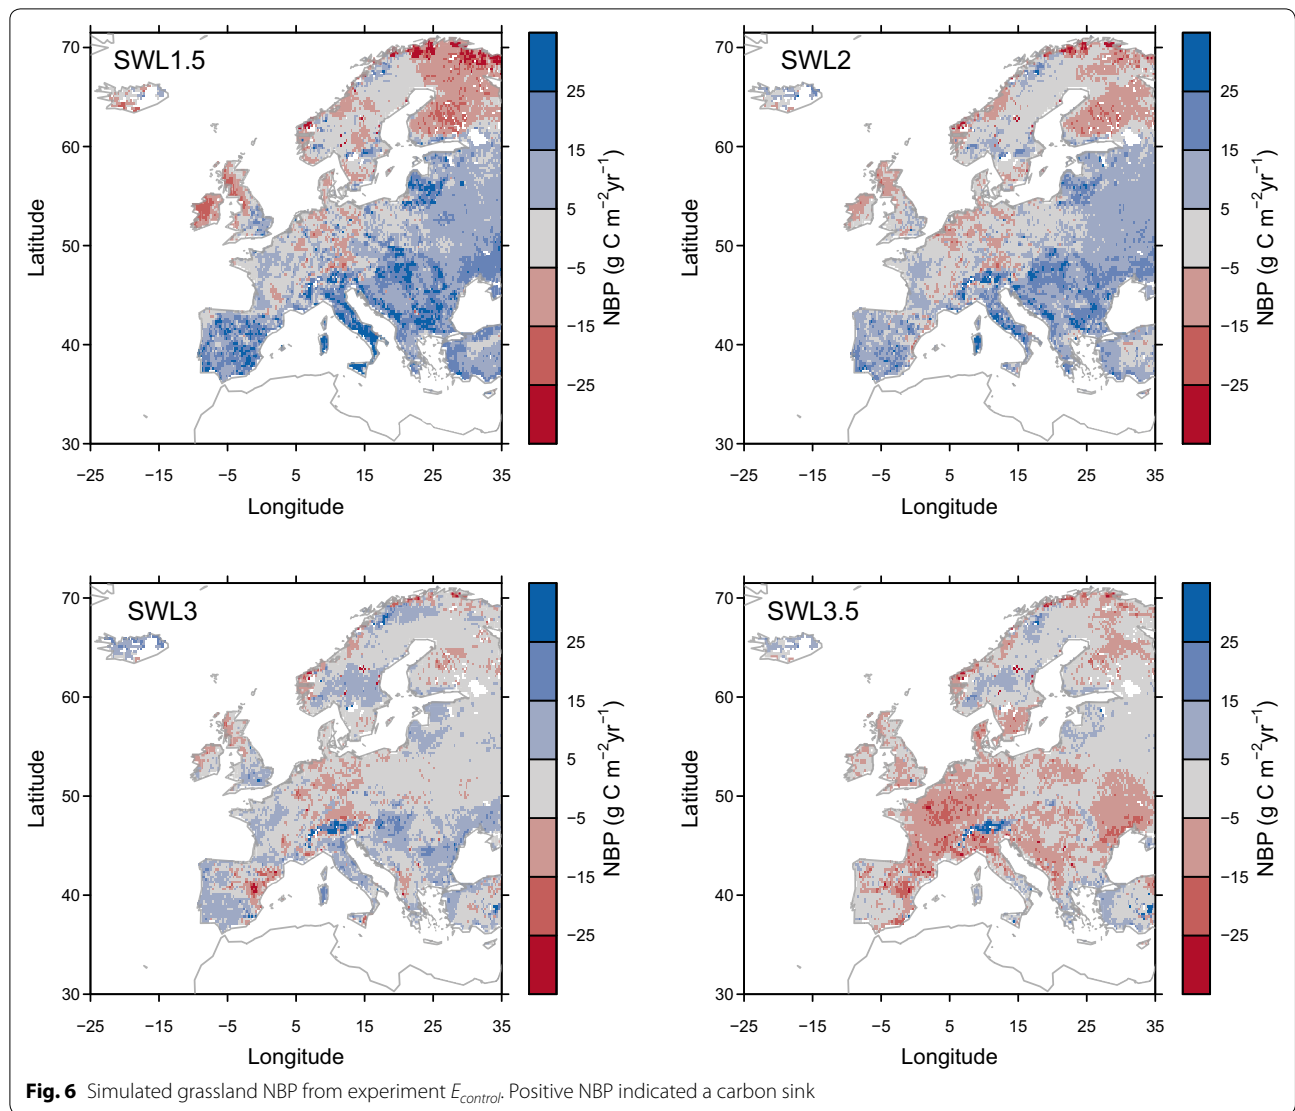 SWL1.5
70
60
50
40
30
Latitude
-25 -15 -5 5 15 25 35
Longitude
25
15
5
−5
−15
−25
NBP (g C m−2yr−1)
SWL2
70
60
50
40
30
Latitude
−25 −15 −5 5 15 25 35
Longitude
25
15
5
−5
−15
−25
NBP (g C m−2yr−1)
SWL3
70
60
50
40
30
Latitude
−25 −15 −5 5 15 25 35
Longitude
25
15
5
−5
−15
−25
NBP (g C m−2yr−1)
SWL3.5
70
60
50
40
30
Latitude
−25 −15 −5 5 15 25 35
Longitude
25
15
5
−5
−15
−25
NBP (g C m−2yr−1)
Fig. 6 Simulated grassland NBP from experiment Econtrol. Positive NBP indicated a carbon sink